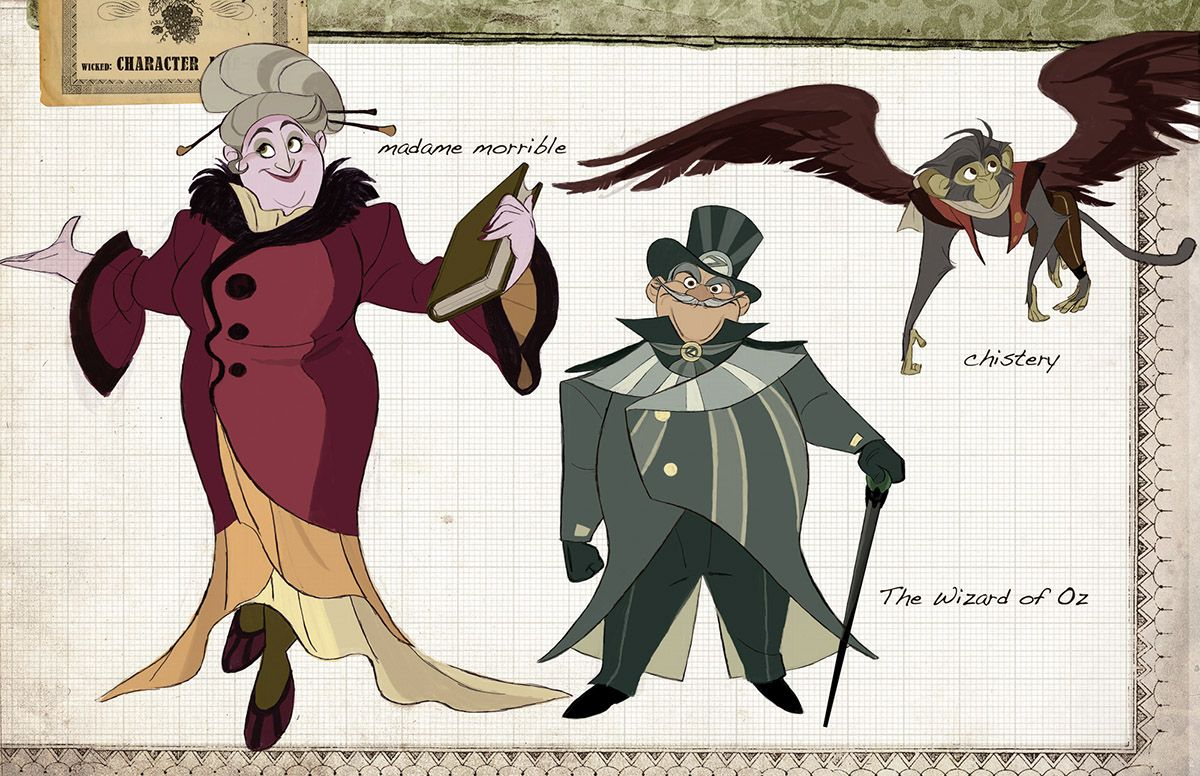 WICKED: CHARACTER
madame morrible
chistery
The Wizard of Oz